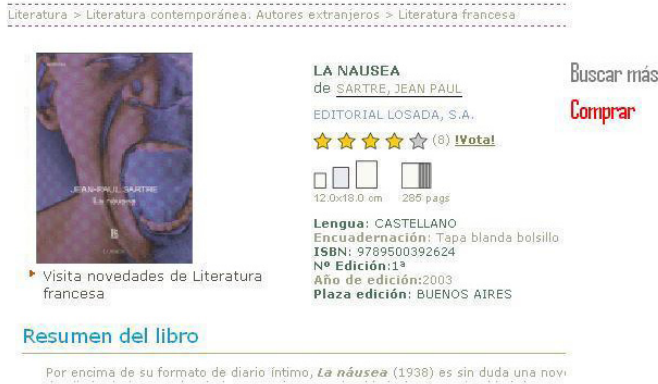 Literatura > Literatura contemporánea. Autores extranjeros > Literatura francesa
JEAN-PAUL SARTRE
La náusea
LA NAUSEA
de SARTRE, JEAN PAUL
EDITORIAL LOSADA, S.A.
(8) !Vota!
12.0x18.0 cm 285 pags
Lengua: CASTELLANO
Encuadernación: Tapa blanda bolsillo
ISBN: 9789500392624
Nº Edición:1ª
Año de edición:2003
Plaza edición: BUENOS AIRES
Buscar más
Comprar
Visita novedades de Literatura
francesa
Resumen del libro
Por encima de su formato de diario íntimo, La náusea (1938) es sin duda una nov